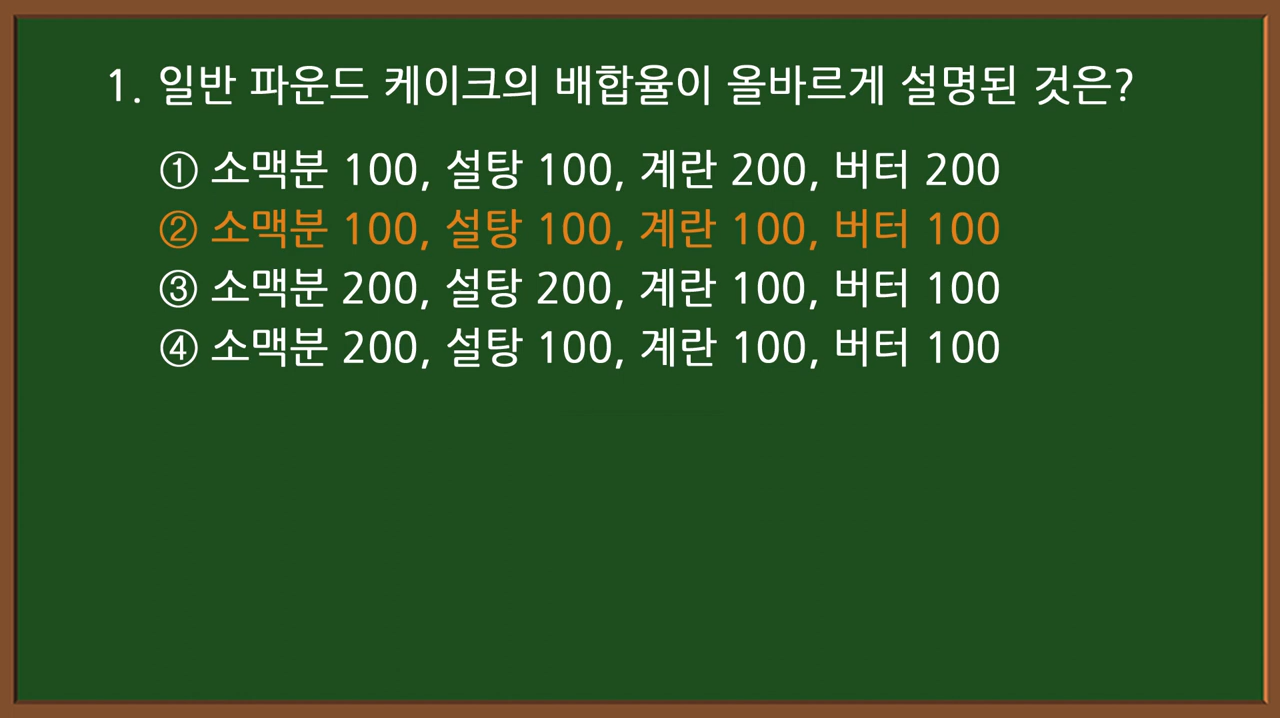 1. 일반 파운드 케이크의 배합율이 올바르게 설명된 것은?
① 소맥분 100, 설탕 100, 계란 200, 버터 200
② 소맥분 100, 설탕 100, 계란 100, 버터 100
③ 소맥분 200, 설탕 200, 계란 100, 버터 100
④ 소맥분 200, 설탕 100, 계란 100, 버터 100